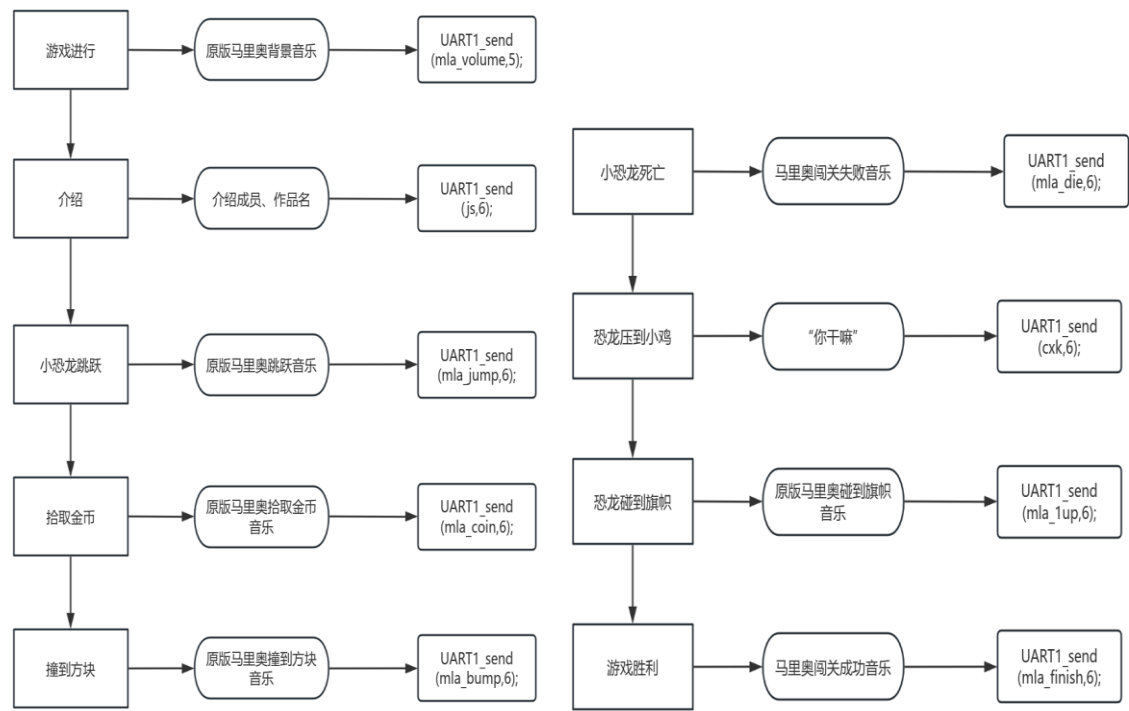 游戏进行
原版马里奥背景音乐
UART1_send
(mla_volume,5);
介绍
介绍成员、作品名
UART1_send
(js,6);
小恐龙跳跃
原版马里奥跳跃音乐
UART1_send
(mla_jump,6);
拾取金币
原版马里奥拾取金币
音乐
UART1_send
(mla_coin,6);
撞到方块
原版马里奥撞到方块
音乐
UART1_send
(mla_bump,6);
小恐龙死亡
马里奥闯关失败音乐
UART1_send
(mla_die,6);
恐龙压到小鸡
“你干嘛”
UART1_send
(cxk,6);
恐龙碰到旗帜
原版马里奥碰到旗帜
音乐
UART1_send
(mla_1up,6);
游戏胜利
马里奥闯关成功音乐
UART1_send
(mla_finish,6);